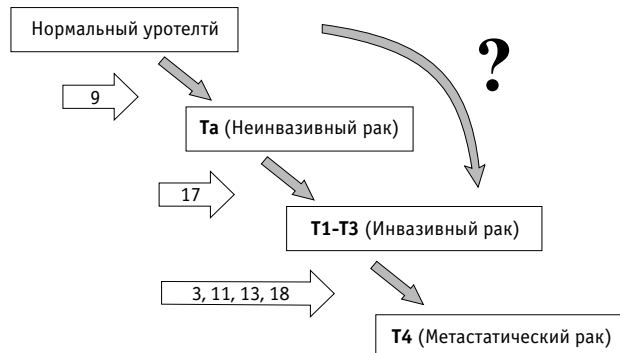 Нормальный уротелтй
?
9
Ta (Неинвазивный рак)
17
T1-T3 (Инвазивный рак)
3, 11, 13, 18
T4 (Метастатический рак)